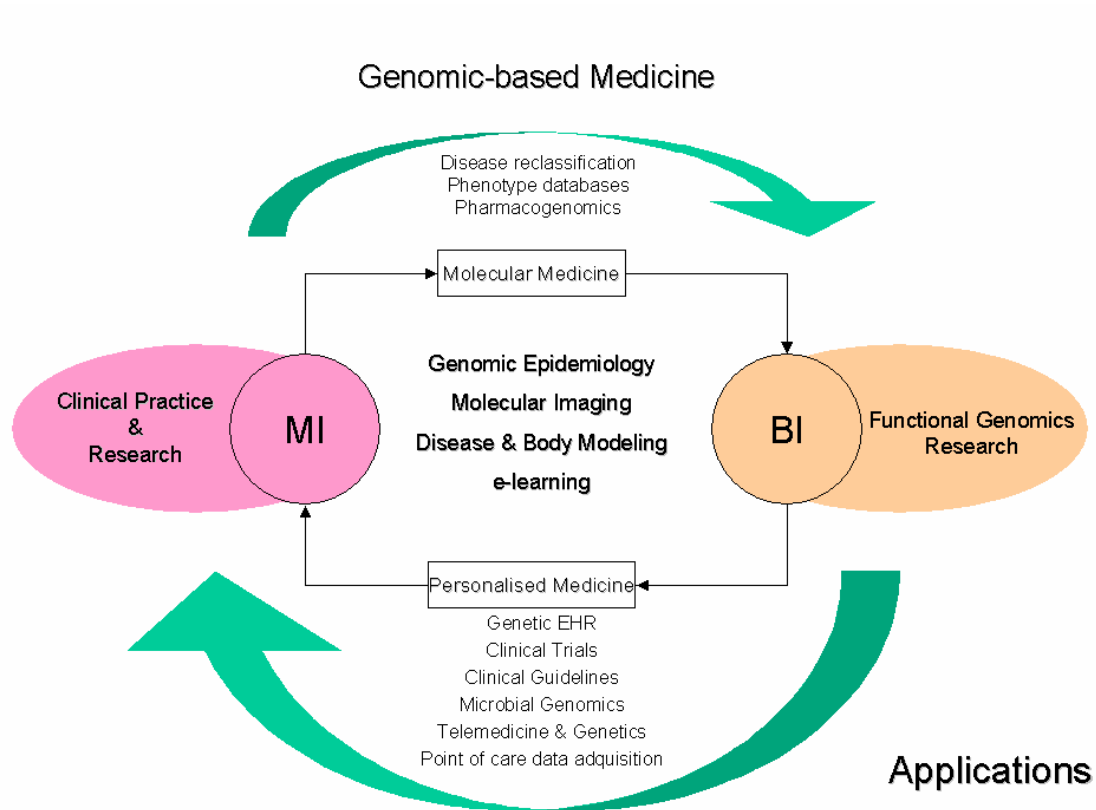 Genomic-based Medicine
Disease reclassification
Phenotype databases
Pharmacogenomics
Molecular Medicine
Clinical Practice
&
Research
MI
Genomic Epidemiology
Molecular Imaging
Disease & Body Modeling
e-learning
BI
Functional Genomics
Research
Personalised Medicine
Genetic EHR
Clinical Trials
Clinical Guidelines
Microbial Genomics
Telemedicine & Genetics
Point of care data adquisition
Applications